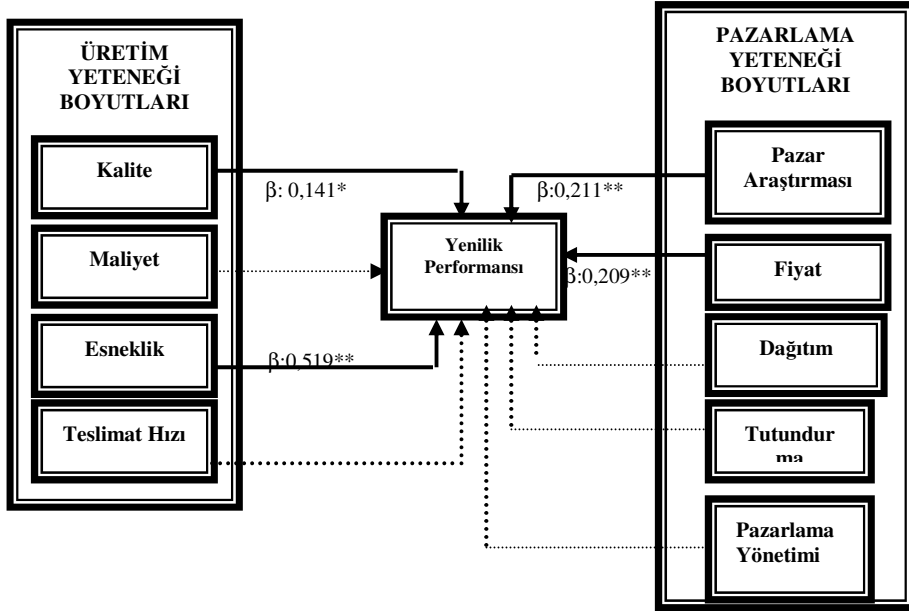 ÜRETİM
YETENEĞİ
BOYUTLARI
Kalite
Maliyet
Esneklik
Teslimat Hızı
β: 0,141*
β:0,519**
Yenilik
Performansı
β:0,211**
β:0,209**
PAZARLAMA
YETENEĞİ
BOYUTLARI
Pazar
Araştırması
Fiyat
Dağıtım
Tutundur
ma
Pazarlama
Yönetimi